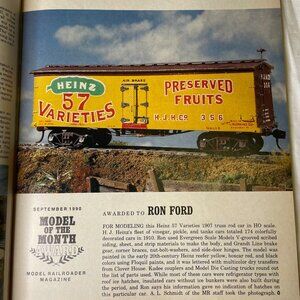 HEINZ
57
VARIETIES
AIR BRAKE
PRESERVED
FRUITS
H.J.H.Co. 356
SEPTEMBER 1990
MODEL
OF THE
MONTH
AWARD
MODEL RAILROADER
MAGAZINE
AWARDED TO RON FORD
FOR MODELING this Heinz 57 Varieties 1907 truss rod car in HO scale.
H. J. Heinz's fleet of vinegar, pickle, and tanks cars totaled 174 colorfully
decorated cars in 1910. Ron used Evergreen Scale Models V-grooved scribed
siding, sheet, and strip materials to make the body, and Grandt Line brake
gear, corner braces, nut-bolt-washers, and side-door hinges. The model was
painted in the early 20th-century Heinz reefer yellow, boxcar red, and black
colors using Floquil paints, and it was lettered with multicolor dry transfers
from Clover House. Kadee couplers and Model Die Casting trucks round out
the list of parts used. While most of these cars were refrigerator types with
roof ice hatches, insulated cars without ice bunkers were also built during
the period, and Ron says his information gave no indication of hatches on
this particular car. A. L. Schmidt of the MR staff took the photograph.